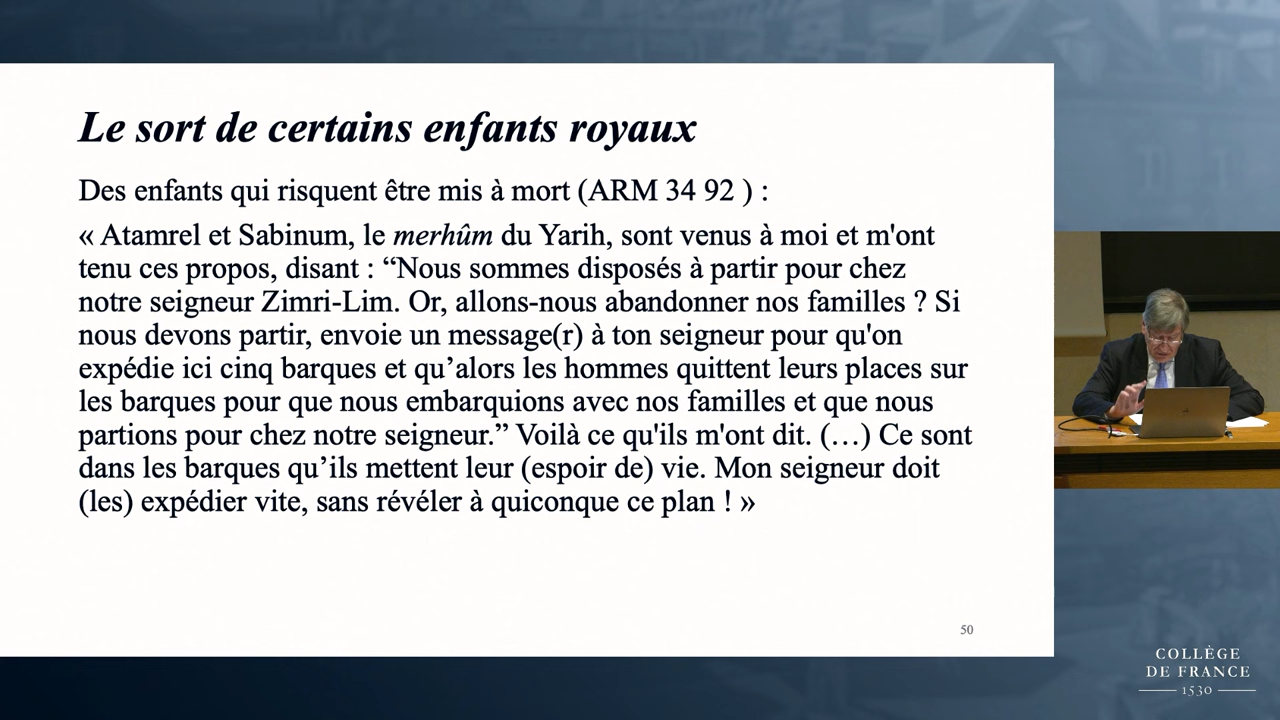 Le sort de certains enfants royaux
Des enfants qui risquent être mis à mort (ARM 34 92 ) :
« Atamrel et Sabinum, le merhûm du Yarih, sont venus à moi et m'ont
tenu ces propos, disant : “Nous sommes disposés à partir pour chez
notre seigneur Zimri-Lim. Or, allons-nous abandonner nos familles ? Si
nous devons partir, envoie un message(r) à ton seigneur pour qu'on
expédie ici cinq barques et qu’alors les hommes quittent leurs places sur
les barques pour que nous embarquions avec nos familles et que nous
partions pour chez notre seigneur.” Voilà ce qu'ils m'ont dit. (…) Ce sont
dans les barques qu’ils mettent leur (espoir de) vie. Mon seigneur doit
(les) expédier vite, sans révéler à quiconque ce plan ! »
50
COLLÈGE
DE FRANCE
1530